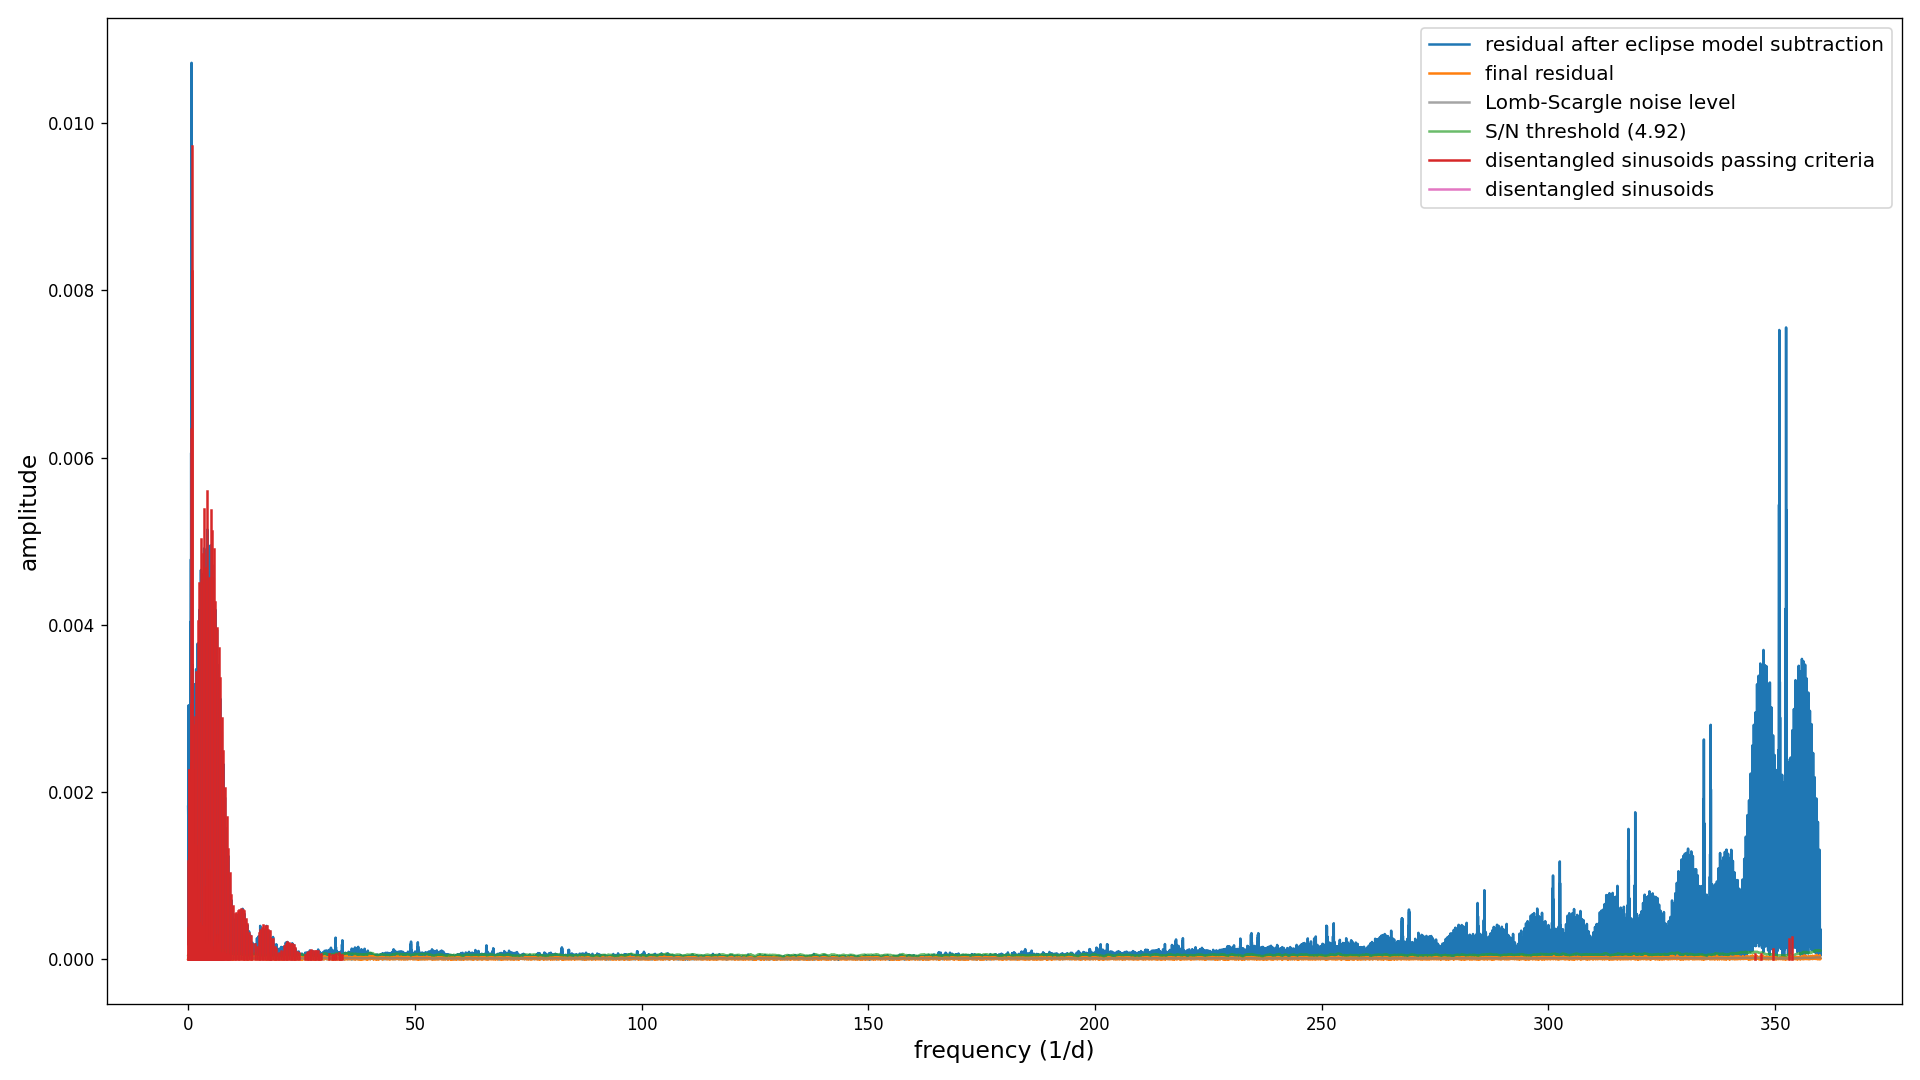 residual after eclipse model subtraction
final residual
Lomb-Scargle noise level
S/N threshold (4.92)
disentangled sinusoids passing criteria
disentangled sinusoids
0.010
0.008
0.006
0.004
0.002
0.000
amplitude
0 50 100 150 200 250 300 350
frequency (1/d)